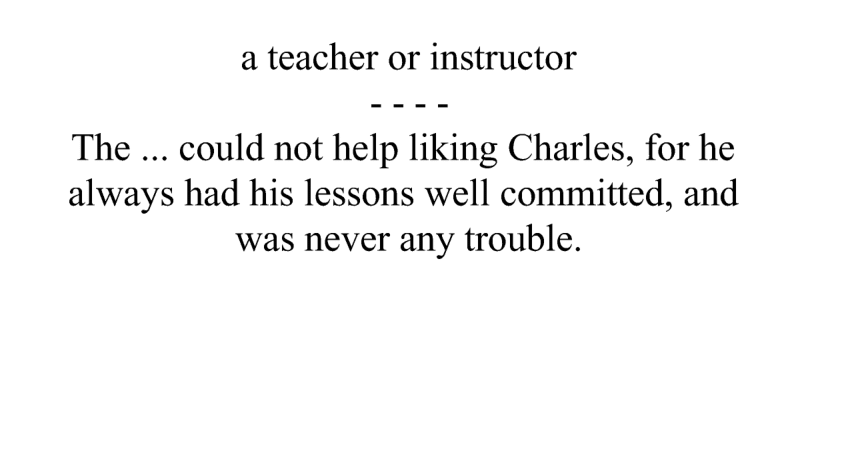 a teacher or instructor
- - - -
The ... could not help liking Charles, for he
always had his lessons well committed, and
was never any trouble.